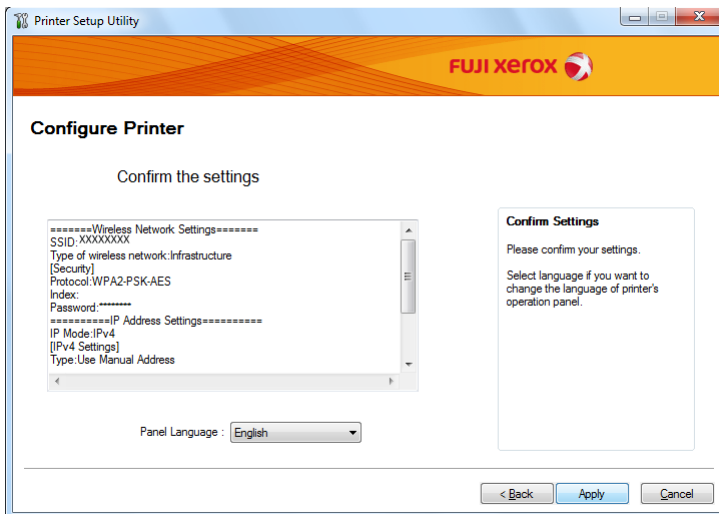 Printer Setup Utility
FUJI xerox
Configure Printer
Confirm the settings
=======Wireless Network Settings=======
SSID:XXXXXXXX
Type of wireless network:Infrastructure
[Security]
Protocol:WPA2-PSK-AES
Index:
Password:********
==========IP Address Settings==========
IP Mode:IPv4
[IPv4 Settings]
Type:Use Manual Address
Confirm Settings
Please confirm your settings.
Select language if you want to
change the language of printer's
operation panel.
Panel Language : English
< Back Apply Cancel